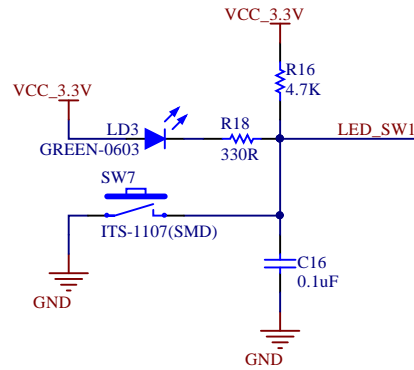 VCC_3.3V
VCC_3.3V
R16
4.7K
LD3
R18
LED_SW1
GREEN-0603
330R
SW7
ITS-1107(SMD)
C16
0.1uF
GND
GND